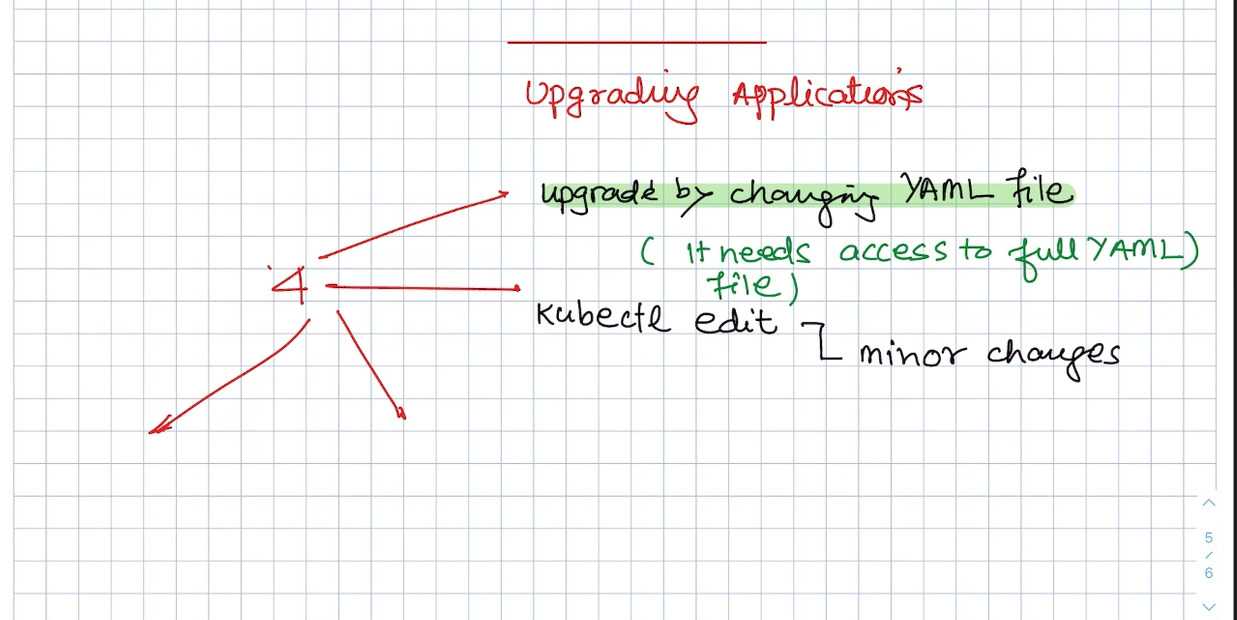 Upgrading Applications
upgrade by changing YAML file
( It needs access to full YAML)
file)
4
Kubectl edit
minor changes
5
/
6